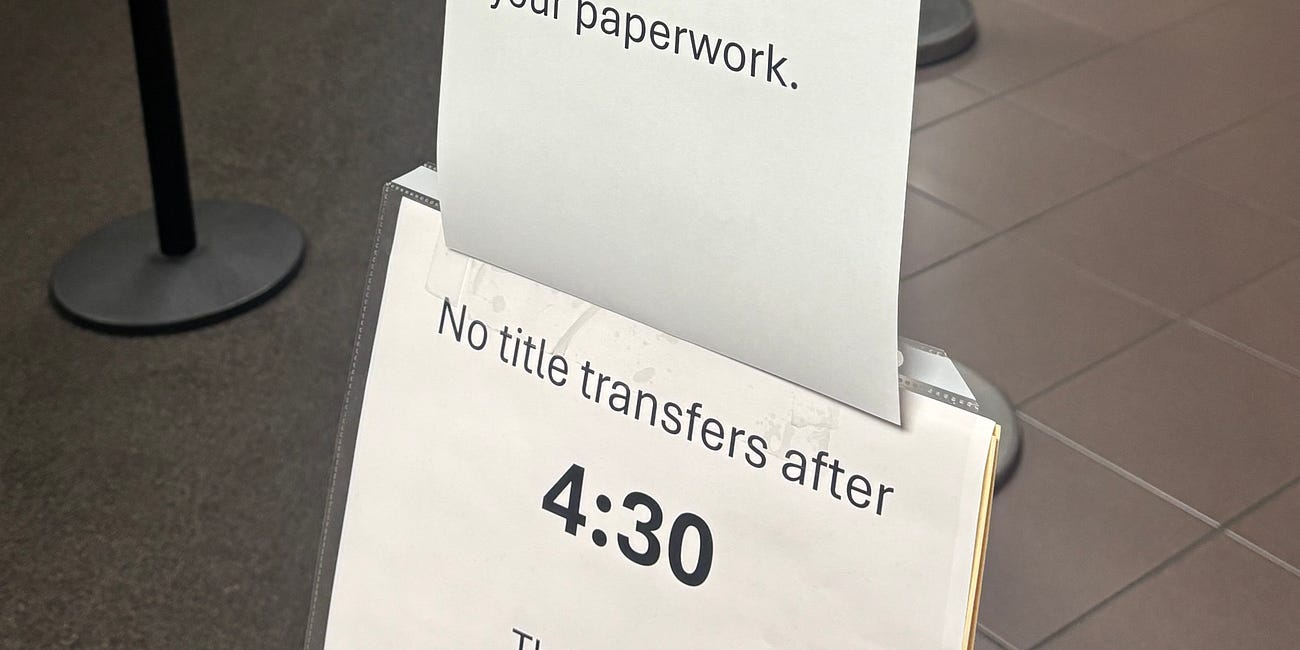 your paperwork.
No title transfers after
4:30